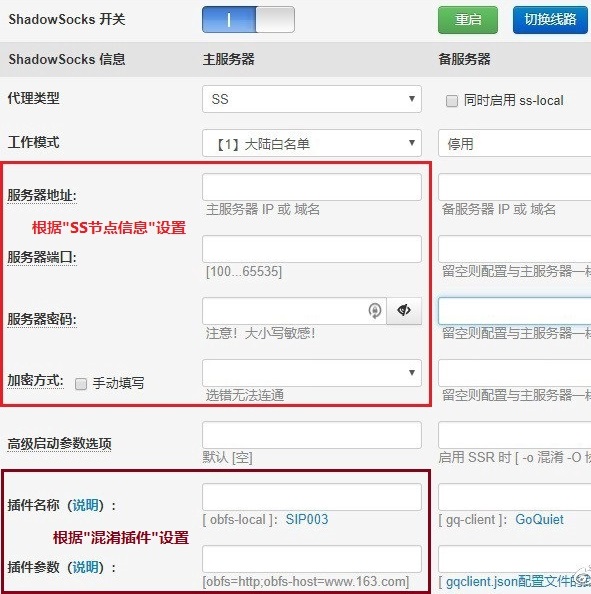 ShadowSocks 开关 重启 切换线路
ShadowSocks 信息 主服务器 备服务器
代理类型 SS 同时启用 ss-local
工作模式 【1】大陆白名单 停用
服务器地址:
主服务器 IP 或 域名 备服务器 IP 或 域名
根据"SS节点信息"设置
服务器端口:
[100...65535] 留空则配置与主服务器一样
服务器密码:
注意！大小写敏感！ 留空则配置与主服务器一样
加密方式: 手动填写
选错无法连通 留空则配置与主服务器一样
高级启动参数选项
默认 [空] 启用 SSR 时 [ -o 混淆 -O
插件名称（说明）:
[ obfs-local ]： SIP003 [ gq-client ]： GoQuiet
根据"混淆插件"设置
插件参数（说明）:
[obfs=http;obfs-host=www.163.com] [ gqclient.json配置文件的